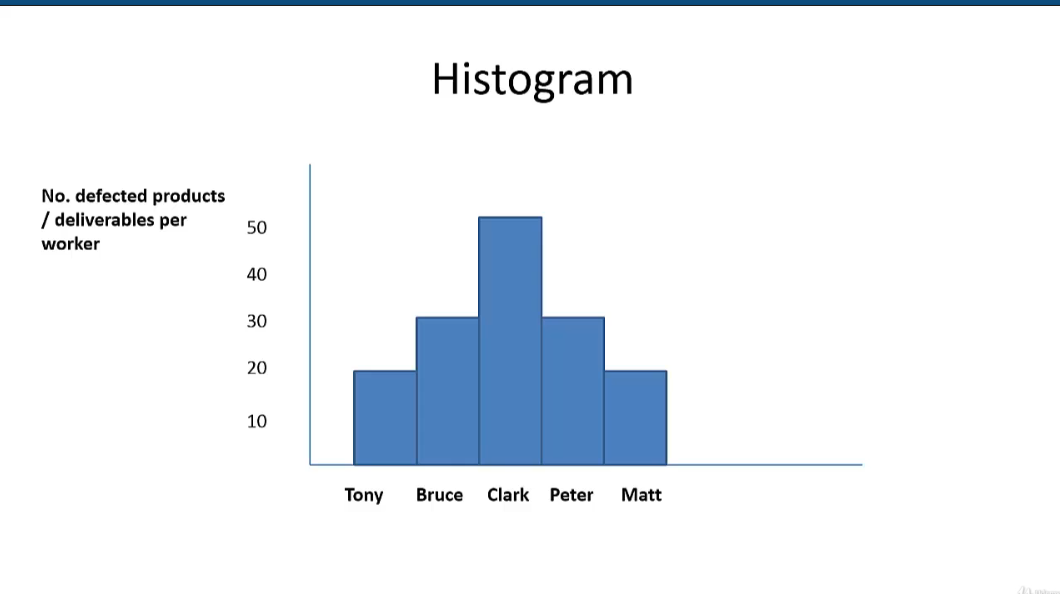 Histogram
No. defected products
/ deliverables per
worker
50
40
30
20
10
Tony Bruce Clark Peter Matt